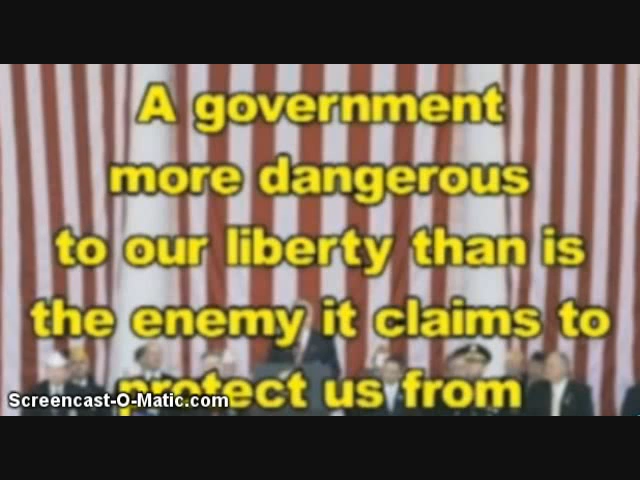 A government
more dangerous
to our liberty than is
the enemy it claims to
protect us from
Screencast-O-Matic.com